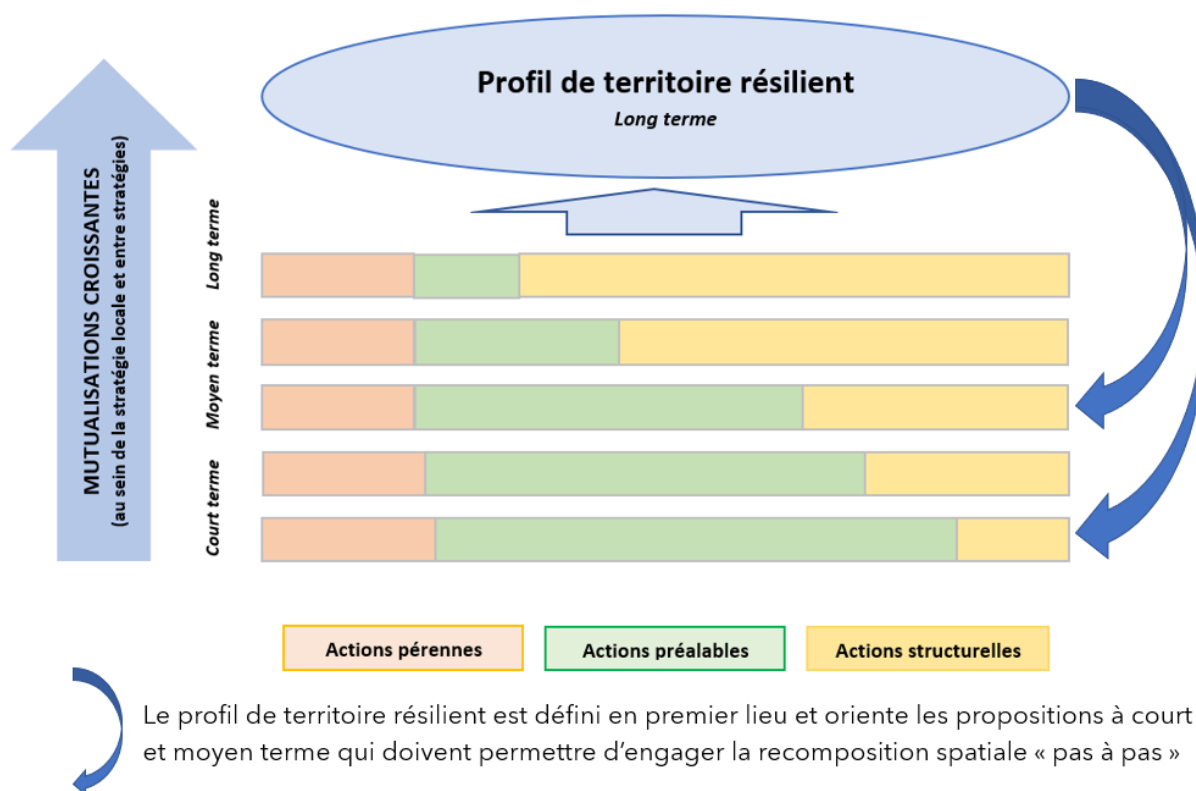 Profil de territoire résilient
Long terme
MUTUALISATIONS CROISSANTES
(au sein de la stratégie locale et entre stratégies)
Long terme
Moyen terme
Court terme
Actions pérennes
Actions préalables
Actions structurelles
Le profil de territoire résilient est défini en premier lieu et oriente les propositions à court
et moyen terme qui doivent permettre d’engager la recomposition spatiale « pas à pas »